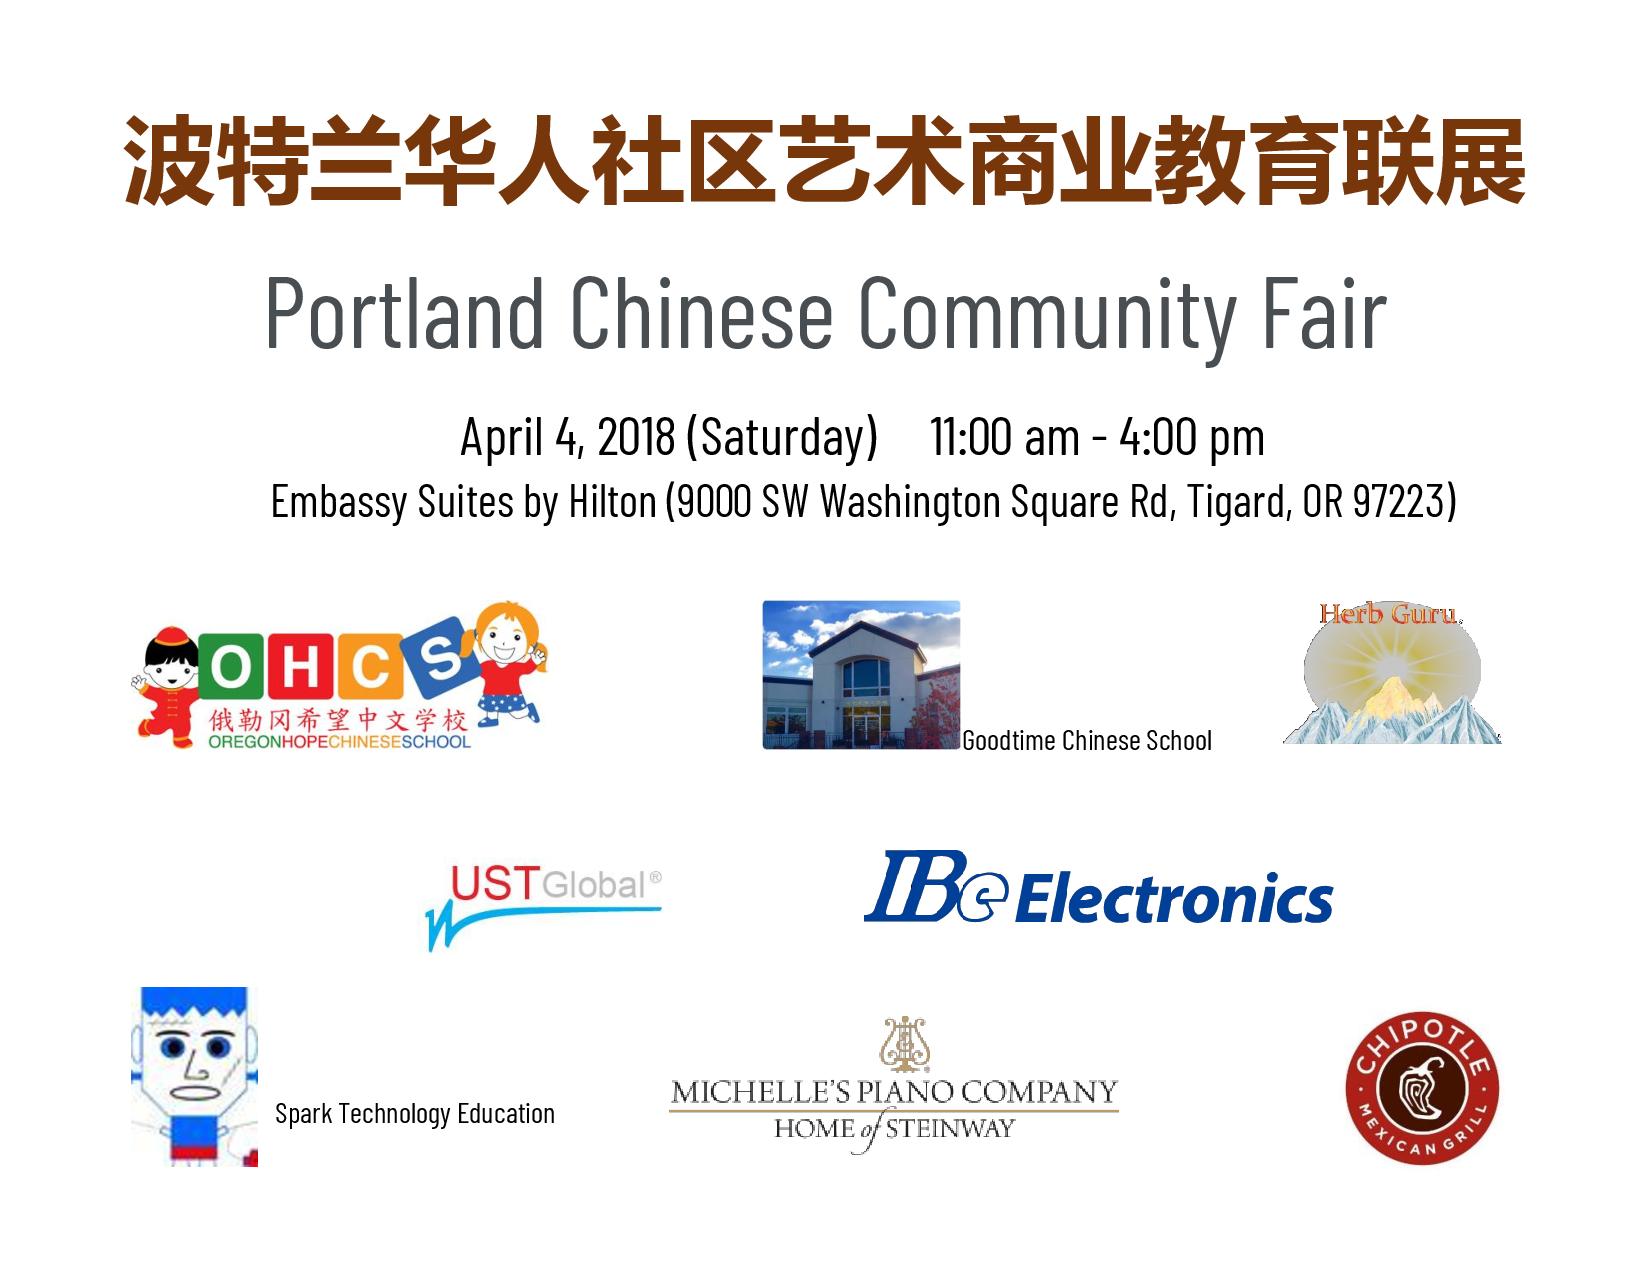 波特兰华人社区艺术商业教育联展
Portland Chinese Community Fair
April 4, 2018 (Saturday) 11:00 am - 4:00 pm
Embassy Suites by Hilton (9000 SW Washington Square Rd, Tigard, OR 97223)
OHCS
俄勒冈希望中文学校
OREGONHOPECHINESESCHOOL
Goodtime Chinese School
Herb Guru.
UST Global®
IBe Electronics
Spark Technology Education
MICHELLE'S PIANO COMPANY
HOME of STEINWAY
CHIPOTLE
MEXICAN GRILL